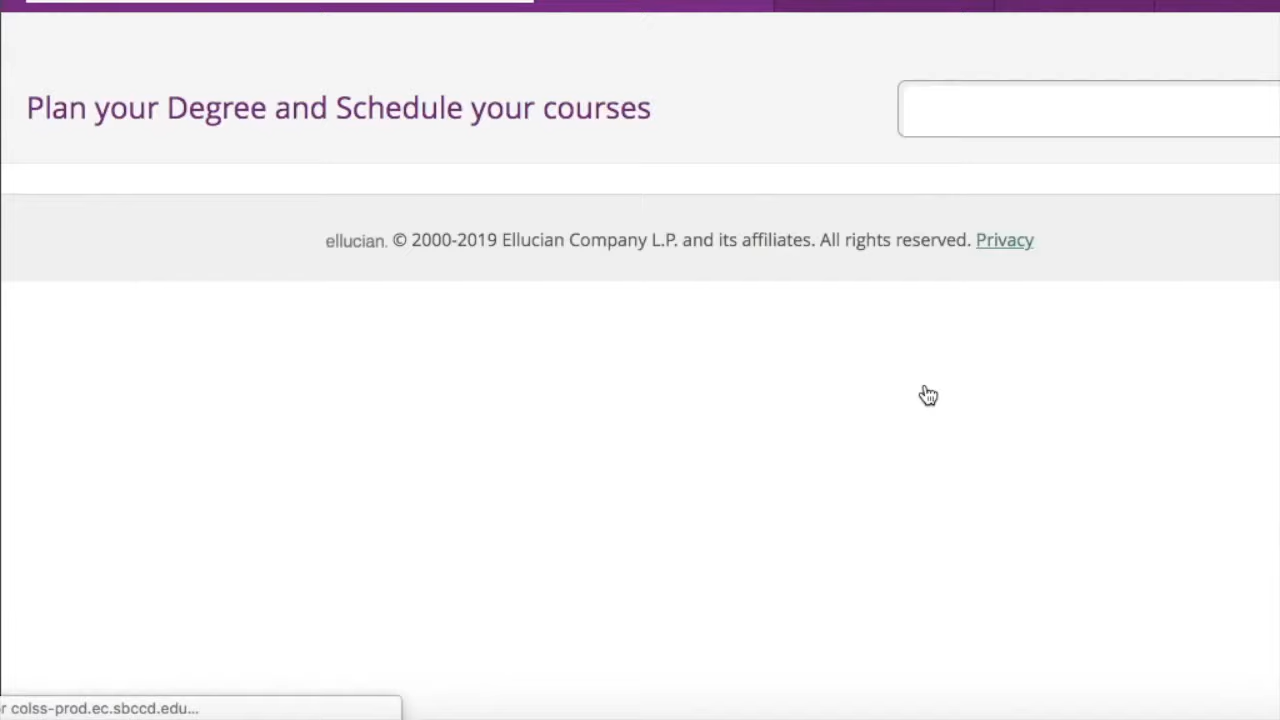 Plan your Degree and Schedule your courses
ellucian. © 2000-2019 Ellucian Company L.P. and its affiliates. All rights reserved. Privacy
r colss-prod.ec.sbccd.edu...